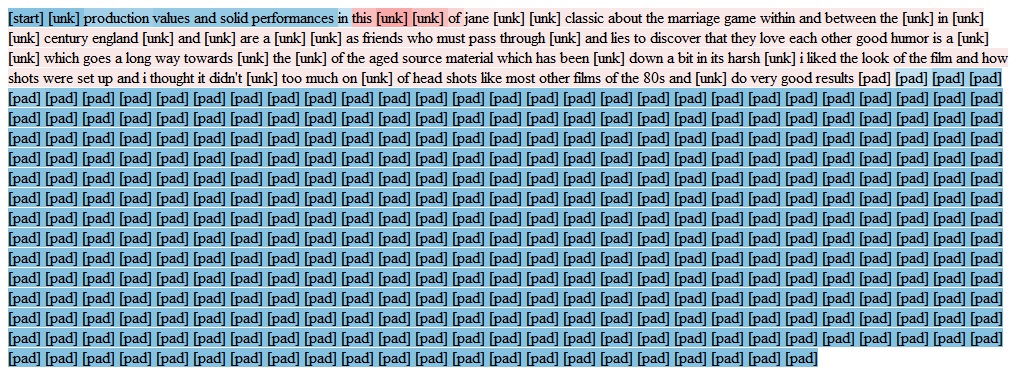 [start] [unk] production values and solid performances in this [unk] [unk] of jane [unk] [unk] classic about the marriage game within and between the [unk] in [unk]
[unk] century england [unk] and [unk] are a [unk] [unk] as friends who must pass through [unk] and lies to discover that they love each other good humor is a [unk]
[unk] which goes a long way towards [unk] the [unk] of the aged source material which has been [unk] down a bit in its harsh [unk] i liked the look of the film and how
shots were set up and i thought it didn't [unk] too much on [unk] of head shots like most other films of the 80s and [unk] do very good results [pad] [pad] [pad] [pad]
[pad] [pad] [pad] [pad] [pad] [pad] [pad] [pad] [pad] [pad] [pad] [pad] [pad] [pad] [pad] [pad] [pad] [pad] [pad] [pad] [pad] [pad] [pad] [pad] [pad] [pad] [pad]
[pad] [pad] [pad] [pad] [pad] [pad] [pad] [pad] [pad] [pad] [pad] [pad] [pad] [pad] [pad] [pad] [pad] [pad] [pad] [pad] [pad] [pad] [pad] [pad] [pad] [pad] [pad]
[pad] [pad] [pad] [pad] [pad] [pad] [pad] [pad] [pad] [pad] [pad] [pad] [pad] [pad] [pad] [pad] [pad] [pad] [pad] [pad] [pad] [pad] [pad] [pad] [pad] [pad] [pad]
[pad] [pad] [pad] [pad] [pad] [pad] [pad] [pad] [pad] [pad] [pad] [pad] [pad] [pad] [pad] [pad] [pad] [pad] [pad] [pad] [pad] [pad] [pad] [pad] [pad] [pad] [pad]
[pad] [pad] [pad] [pad] [pad] [pad] [pad] [pad] [pad] [pad] [pad] [pad] [pad] [pad] [pad] [pad] [pad] [pad] [pad] [pad] [pad] [pad] [pad] [pad] [pad] [pad] [pad]
[pad] [pad] [pad] [pad] [pad] [pad] [pad] [pad] [pad] [pad] [pad] [pad] [pad] [pad] [pad] [pad] [pad] [pad] [pad] [pad] [pad] [pad] [pad] [pad] [pad] [pad] [pad]
[pad] [pad] [pad] [pad] [pad] [pad] [pad] [pad] [pad] [pad] [pad] [pad] [pad] [pad] [pad] [pad] [pad] [pad] [pad] [pad] [pad] [pad] [pad] [pad] [pad] [pad] [pad]
[pad] [pad] [pad] [pad] [pad] [pad] [pad] [pad] [pad] [pad] [pad] [pad] [pad] [pad] [pad] [pad] [pad] [pad] [pad] [pad] [pad] [pad] [pad] [pad] [pad] [pad] [pad]
[pad] [pad] [pad] [pad] [pad] [pad] [pad] [pad] [pad] [pad] [pad] [pad] [pad] [pad] [pad] [pad] [pad] [pad] [pad] [pad] [pad] [pad] [pad] [pad] [pad] [pad] [pad]
[pad] [pad] [pad] [pad] [pad] [pad] [pad] [pad] [pad] [pad] [pad] [pad] [pad] [pad] [pad] [pad] [pad] [pad] [pad] [pad] [pad] [pad] [pad] [pad] [pad] [pad] [pad]
[pad] [pad] [pad] [pad] [pad] [pad] [pad] [pad] [pad] [pad] [pad] [pad] [pad] [pad] [pad] [pad] [pad] [pad] [pad] [pad] [pad] [pad] [pad] [pad] [pad] [pad] [pad]
[pad] [pad] [pad] [pad] [pad] [pad] [pad] [pad] [pad] [pad] [pad] [pad] [pad] [pad] [pad] [pad] [pad] [pad] [pad] [pad] [pad] [pad] [pad] [pad] [pad] [pad] [pad]
[pad] [pad] [pad] [pad] [pad] [pad] [pad] [pad] [pad] [pad] [pad] [pad] [pad] [pad] [pad] [pad] [pad] [pad] [pad] [pad] [pad] [pad] [pad] [pad] [pad] [pad] [pad]
[pad] [pad] [pad] [pad] [pad] [pad] [pad] [pad] [pad] [pad] [pad] [pad] [pad] [pad] [pad] [pad] [pad] [pad] [pad] [pad] [pad] [pad]